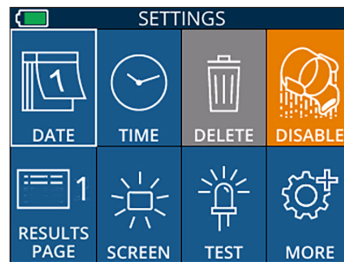 SETTINGS
1
DATE
TIME
DELETE
DISABLE
1
RESULTS
PAGE
SCREEN
TEST
MORE